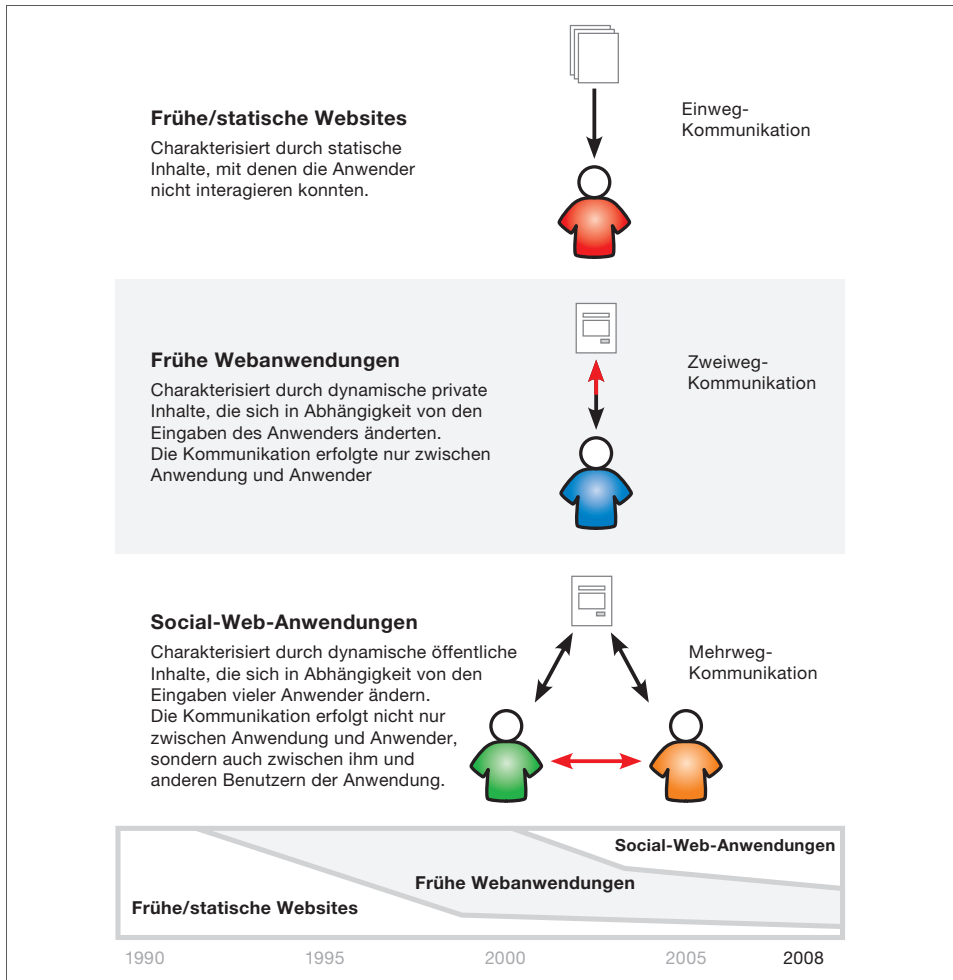 Frühe/statische Websites
Charakterisiert durch statische
Inhalte, mit denen die Anwender
nicht interagieren konnten.
Einweg-
Kommunikation
Frühe Webanwendungen
Charakterisiert durch dynamische private
Inhalte, die sich in Abhängigkeit von den
Eingaben des Anwenders änderten.
Die Kommunikation erfolgte nur zwischen
Anwendung und Anwender
Zweiweg-
Kommunikation
Social-Web-Anwendungen
Charakterisiert durch dynamische öffentliche
Inhalte, die sich in Abhängigkeit von den
Eingaben vieler Anwender ändern.
Die Kommunikation erfolgt nicht nur
zwischen Anwendung und Anwender,
sondern auch zwischen ihm und
anderen Benutzern der Anwendung.
Mehrweg-
Kommunikation
Social-Web-Anwendungen
Frühe Webanwendungen
Frühe/statische Websites
1990 1995 2000 2005 2008